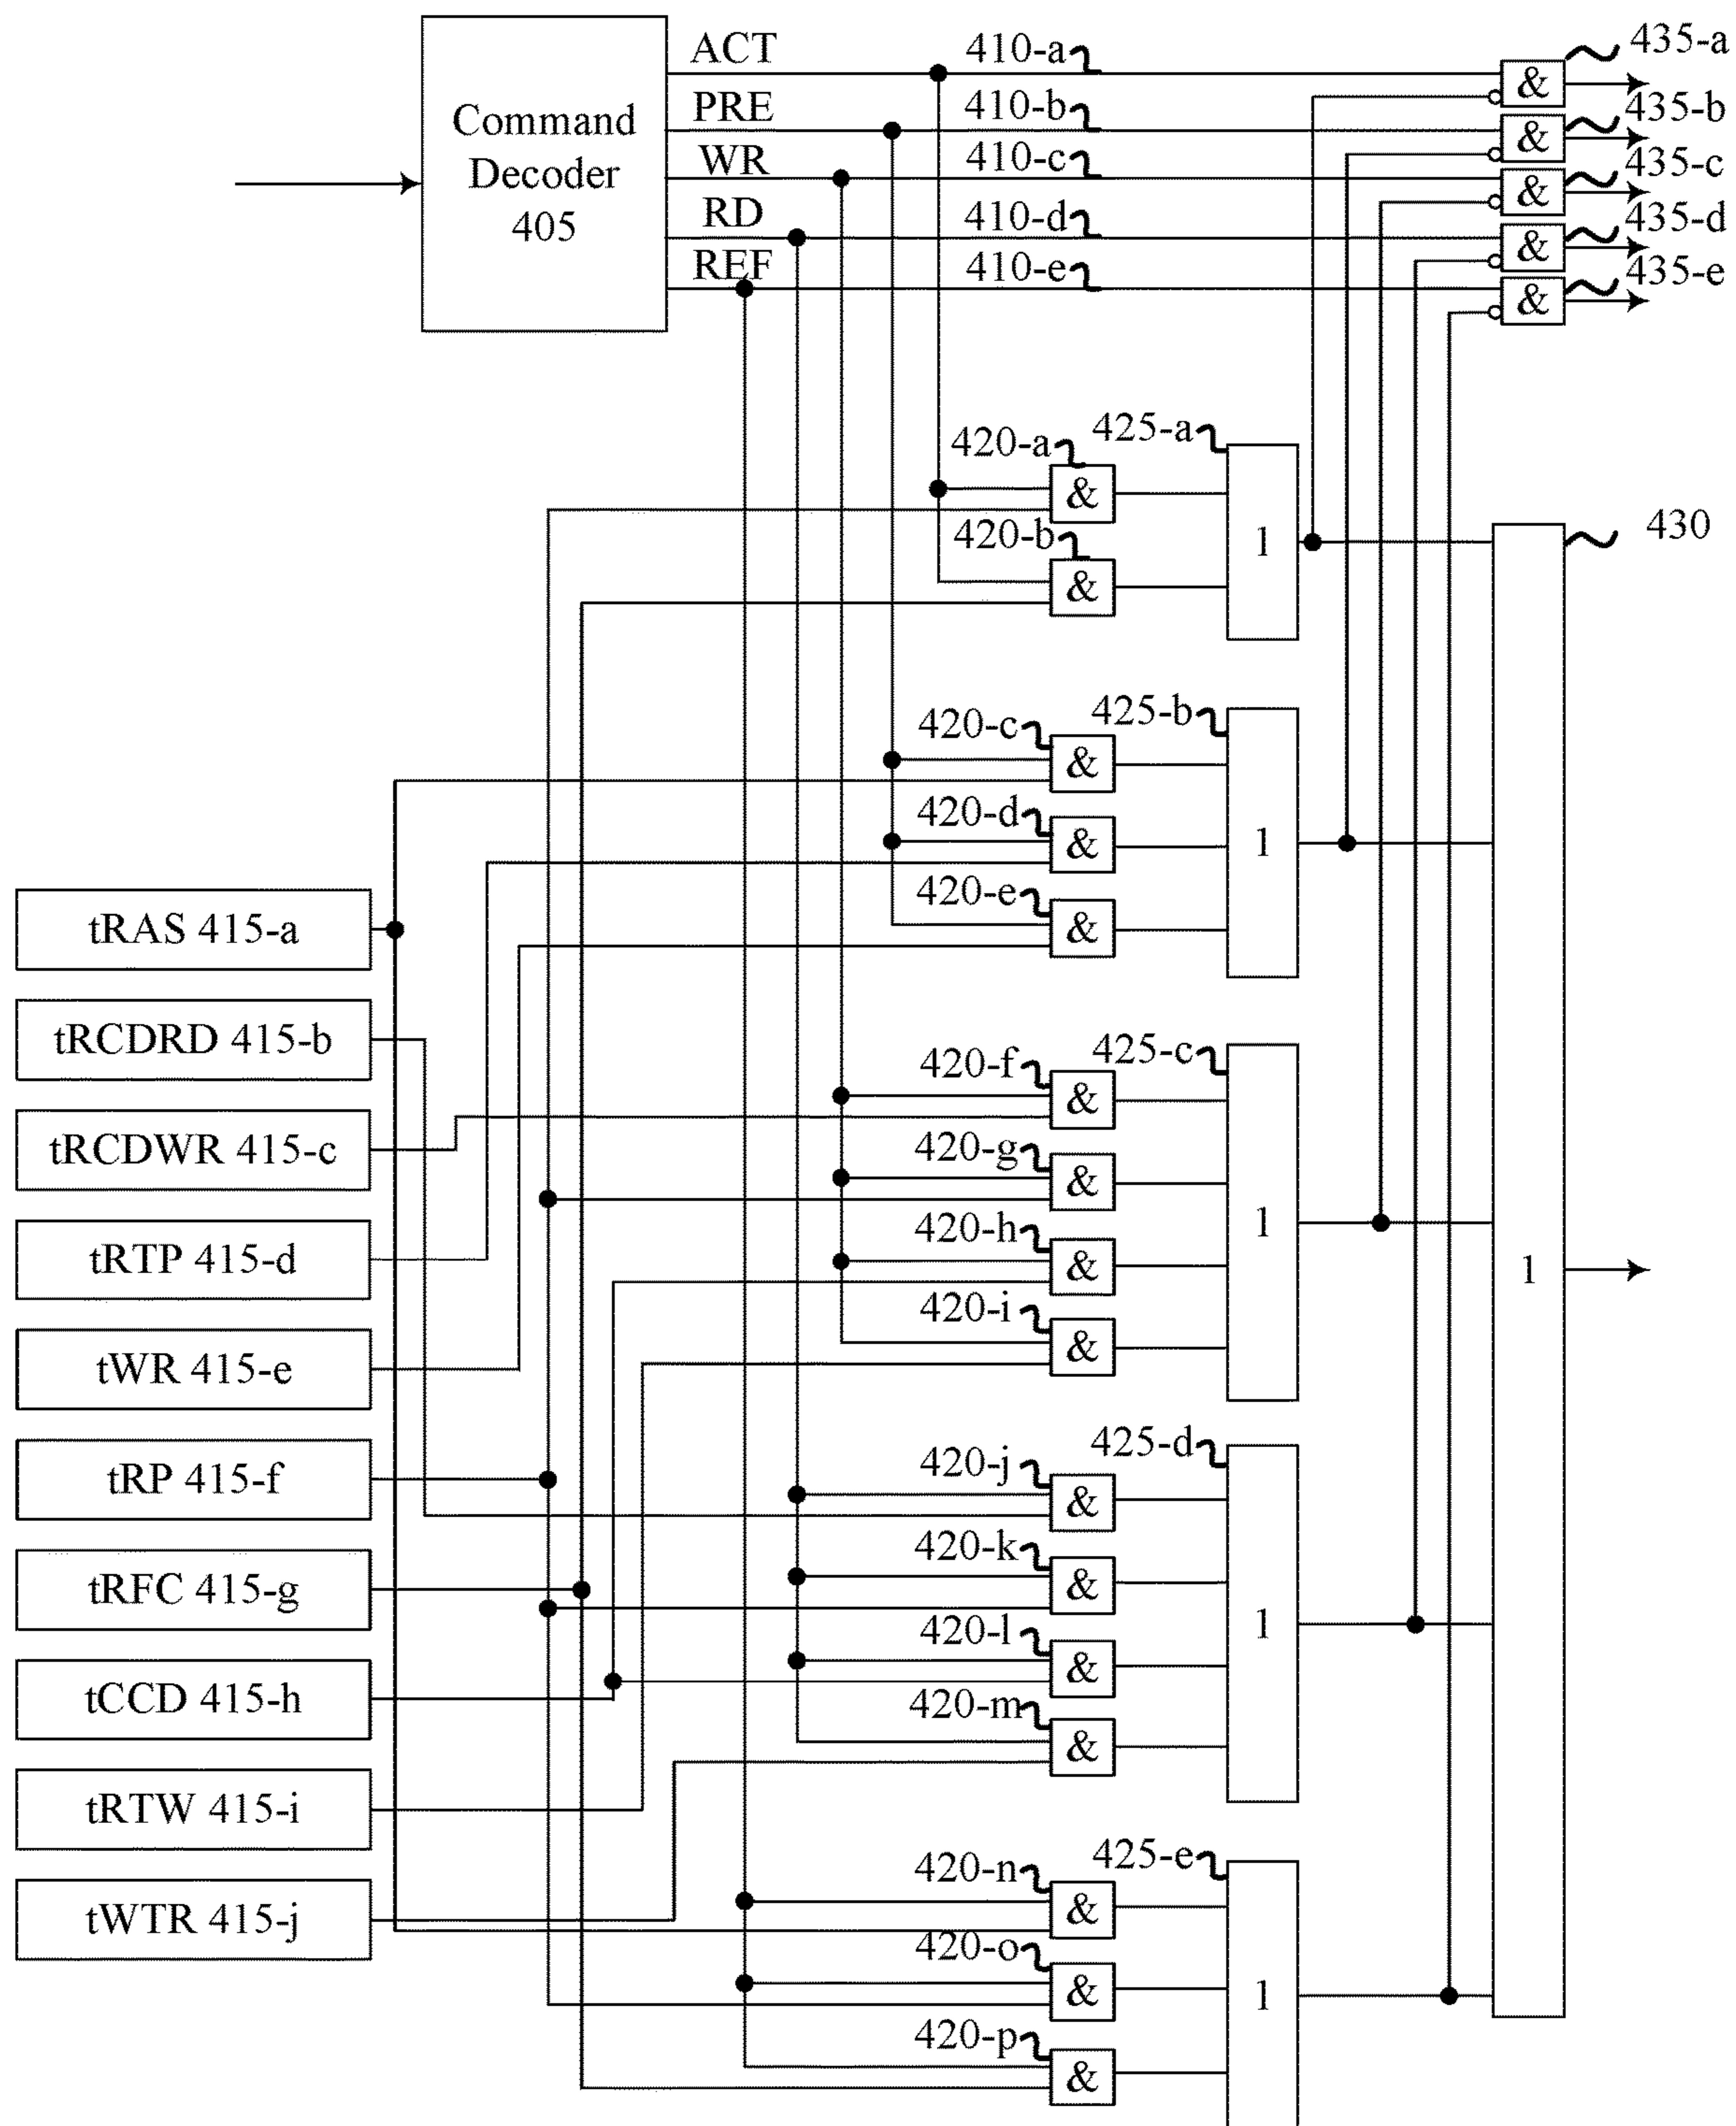 Command
Decoder
405
ACT
PRE
WR
RD
REF
410-a
410-b
410-c
410-d
410-e
&
&
&
&
&
435-a
435-b
435-c
435-d
435-e
420-a
&
420-b
&
425-a
1
430
420-c
&
420-d
&
420-e
&
425-b
1
tRAS 415-a
tRCDRD 415-b
tRCDWR 415-c
tRTP 415-d
tWR 415-e
tRP 415-f
tRFC 415-g
tCCD 415-h
tRTW 415-i
tWTR 415-j
420-f
&
420-g
&
420-h
&
420-i
&
425-c
1
1
420-j
&
420-k
&
420-l
&
420-m
&
425-d
1
420-n
&
420-o
&
420-p
&
425-e
1